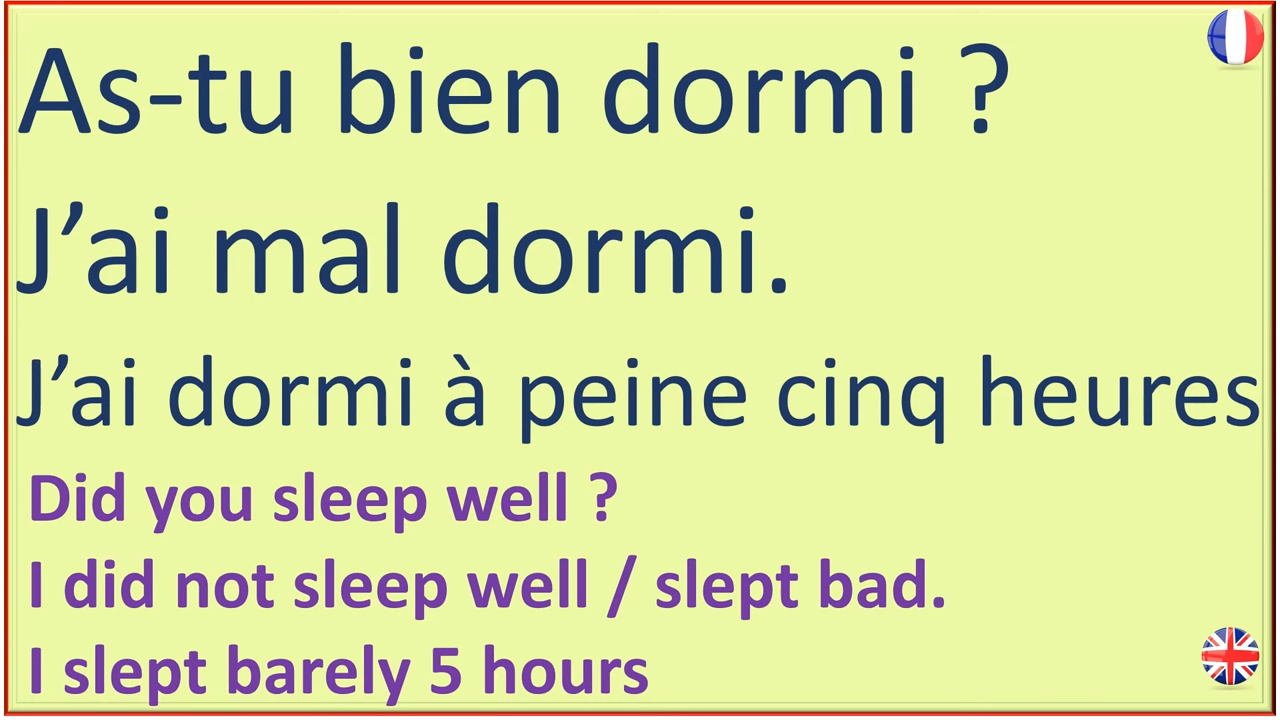 As-tu bien dormi ?
J’ai mal dormi.
J’ai dormi à peine cinq heures
Did you sleep well ?
I did not sleep well / slept bad.
I slept barely 5 hours